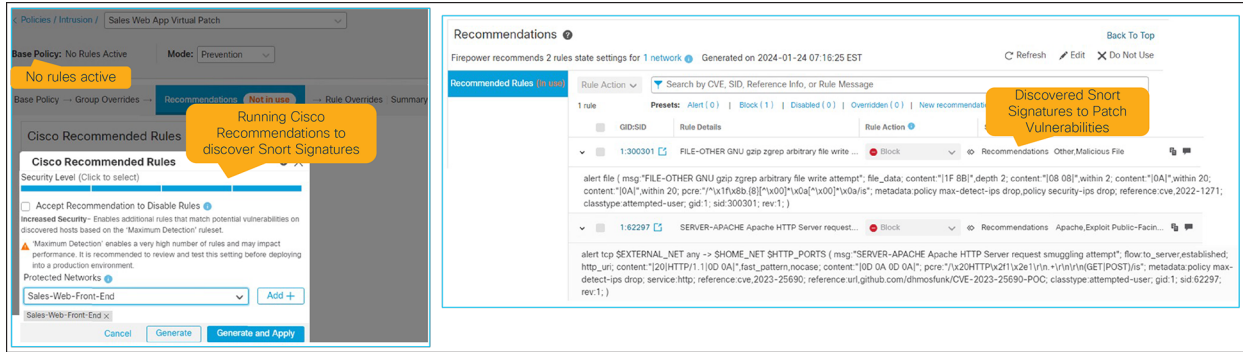 < Policies / Intrusion / Sales Web App Virtual Patch
Base Policy: No Rules Active Mode: Prevention
No rules active
Base Policy → Group Overrides → Recommendations Not in use → Rule Overrides Summary
Running Cisco
Recommendations to
discover Snort Signatures
Cisco Recommended Rules
Cisco Recommended Rules
Security Level (Click to select)
Accept Recommendation to Disable Rules
Increased Security- Enables additional rules that match potential vulnerabilities on
discovered hosts based on the 'Maximum Detection' ruleset.
'Maximum Detection' enables a very high number of rules and may impact
performance. It is recommended to review and test this setting before deploying
into a production environment.
Protected Networks
Sales-Web-Front-End Add +
Sales-Web-Front-End ×
Cancel Generate Generate and Apply
Recommendations ? Back To Top
Firepower recommends 2 rules state settings for 1 network Generated on 2024-01-24 07:16:25 EST Refresh Edit Do Not Use
Recommended Rules (In use) Rule Action Search by CVE, SID, Reference Info, or Rule Message
1 rule Presets: Alert ( 0 ) | Block ( 1 ) | Disabled ( 0 ) | Overridden ( 0 ) | New recommendati
Discovered Snort
Signatures to Patch
Vulnerabilities
GID:SID Rule Details Rule Action S
1:300301 FILE-OTHER GNU gzip zgrep arbitrary file write ... Block Recommendations Other,Malicious File
alert file ( msg:"FILE-OTHER GNU gzip zgrep arbitrary file write attempt"; file_data; content:"|1F 8B|",depth 2; content:"|08 08|",within 2; content:"|0A|",within 20;
content:"|0A|",within 20; pcre:"/^\x1f\x8b.{8}[^\x00]*\x0a[^\x00]*\x0a/is"; metadata:policy max-detect-ips drop,policy security-ips drop; reference:cve,2022-1271;
classtype:attempted-user; gid:1; sid:300301; rev:1; )
1:62297 SERVER-APACHE Apache HTTP Server request... Block Recommendations Apache,Exploit Public-Facin...
alert tcp $EXTERNAL_NET any -> $HOME_NET $HTTP_PORTS ( msg:"SERVER-APACHE Apache HTTP Server request smuggling attempt"; flow:to_server,established;
http_uri; content:"|20|HTTP/1.1|0D 0A|",fast_pattern,nocase; content:"|0D 0A 0D 0A|"; pcre:"/\x20HTTP\x2f1\x2e1\r\n.+\r\n\r\n(GET|POST)/is"; metadata:policy max-
detect-ips drop; service:http; reference:cve,2023-25690; reference:url,github.com/dhmosfunk/CVE-2023-25690-POC; classtype:attempted-user; gid:1; sid:62297;
rev:1; )